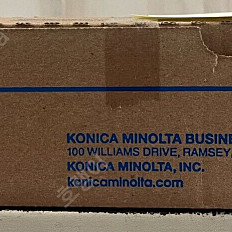 KONICA MINOLTA BUSINE
100 WILLIAMS DRIVE, RAMSEY,
KONICA MINOLTA, INC.
konicaminolta.com